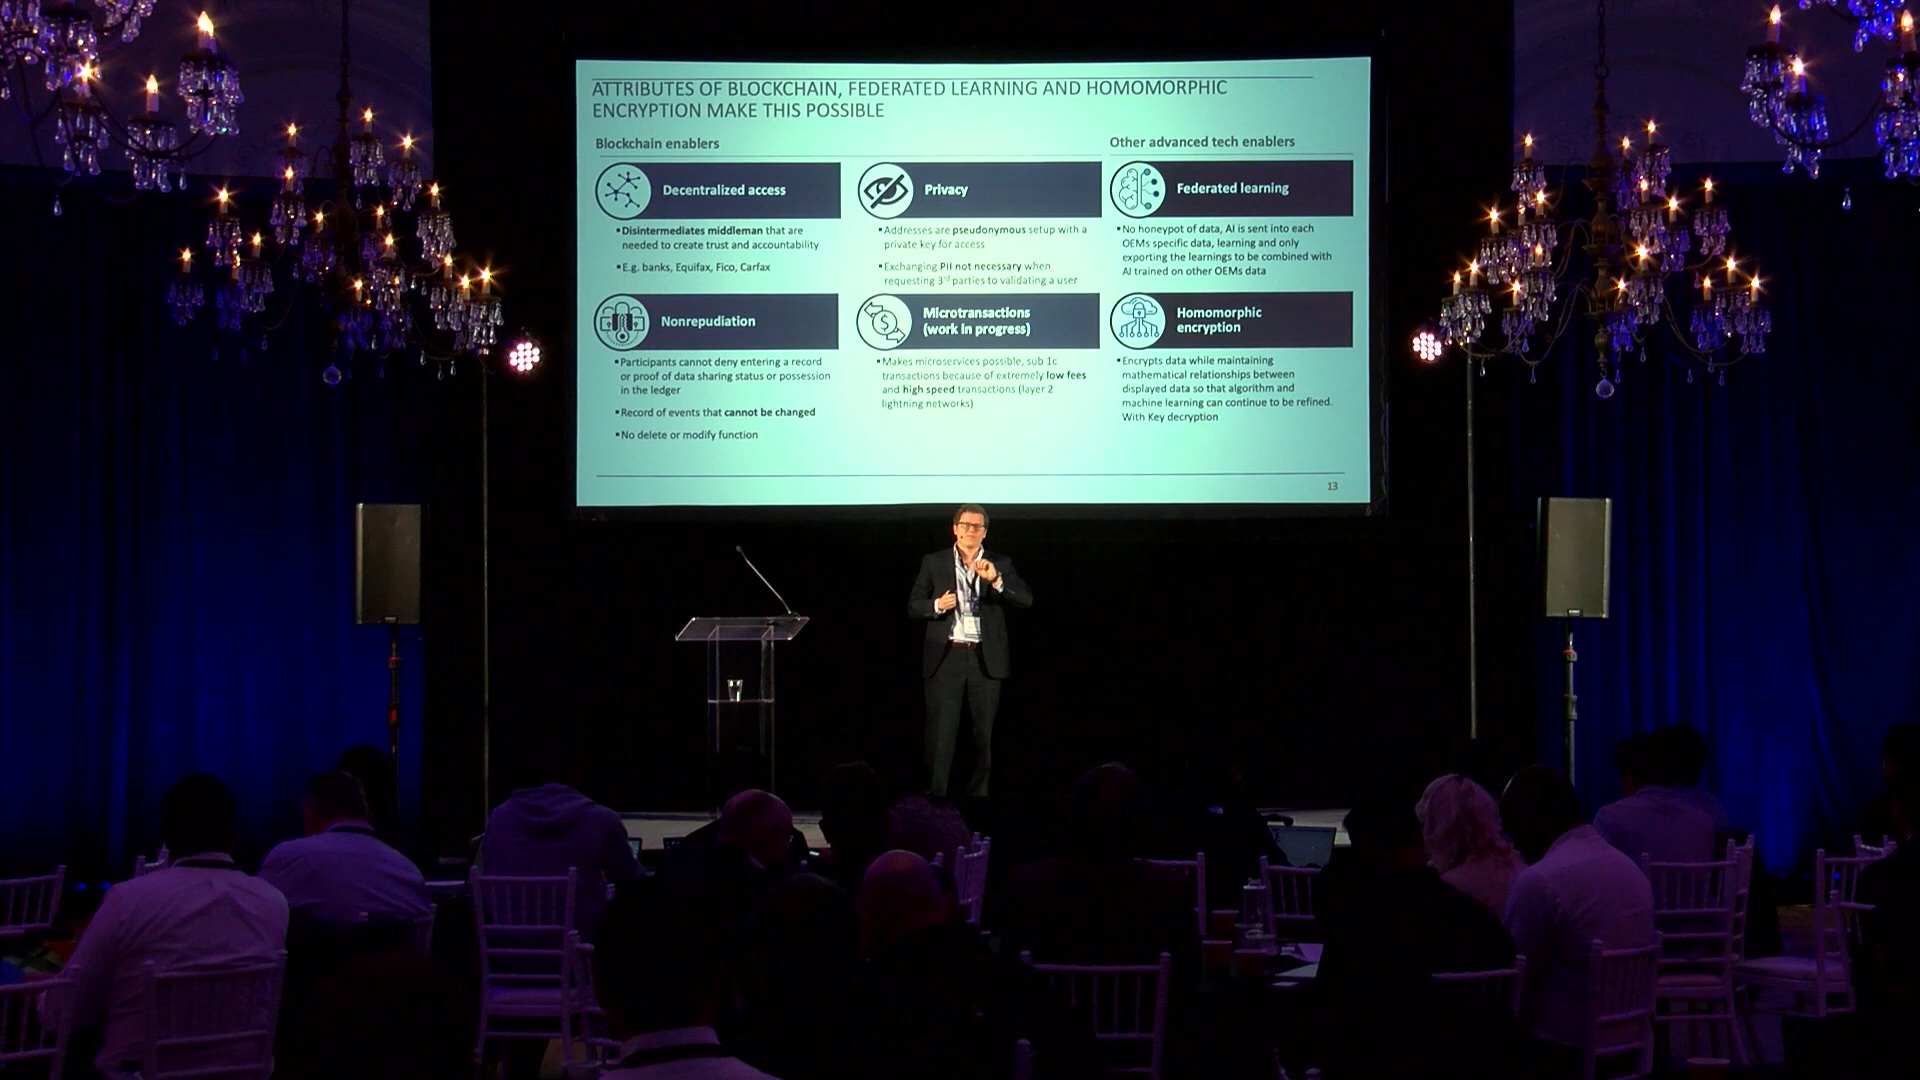 ATTRIBUTES OF BLOCKCHAIN, FEDERATED LEARNING AND HOMOMORPHIC
ENCRYPTION MAKE THIS POSSIBLE
Blockchain enablers
Decentralized access
▪Disintermediates middleman that are
needed to create trust and accountability
▪E.g. banks, Equifax, Fico, Carfax
Nonrepudiation
▪Participants cannot deny entering a record
or proof of data sharing status or possession
in the ledger
▪Record of events that cannot be changed
▪No delete or modify function
Privacy
▪Addresses are pseudonymous setup with a
private key for access
▪Exchanging PII not necessary when
requesting 3rd parties to validating a user
Microtransactions
(work in progress)
▪Makes microservices possible, sub 1c
transactions because of extremely low fees
and high speed transactions (layer 2
lightning networks)
Other advanced tech enablers
Federated learning
▪No honeypot of data, AI is sent into each
OEMs specific data, learning and only
exporting the learnings to be combined with
AI trained on other OEMs data
Homomorphic
encryption
▪Encrypts data while maintaining
mathematical relationships between
displayed data so that algorithm and
machine learning can continue to be refined.
With Key decryption
13